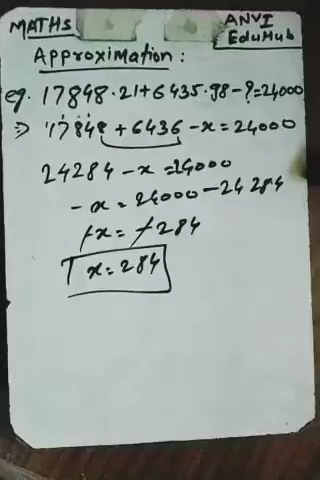 MATHS
ANVI
EduHub
Approximation :
eg. 17848.21+6435.98-?=24000
⇒ 17848 + 6436 - x = 24000
24284 - x = 24000
- x = 24000 - 24284
+x = +284
x = 284